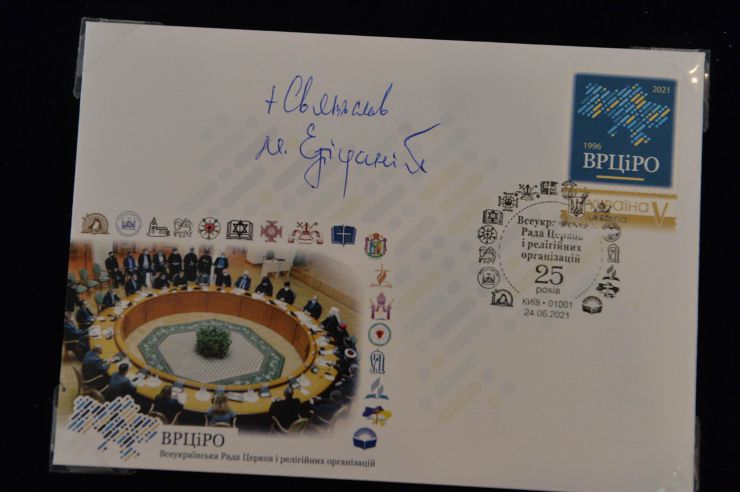 + Святослав
м. Епіфаній
2021
1996
ВРЦіРО
Україна V
Ukraina
Всеукраїнська
Рада Церков
і релігійних
організацій
25
років
КИЇВ • 01001
24.06.2021
ВРЦіРО
Всеукраїнська Рада Церков і релігійних організацій